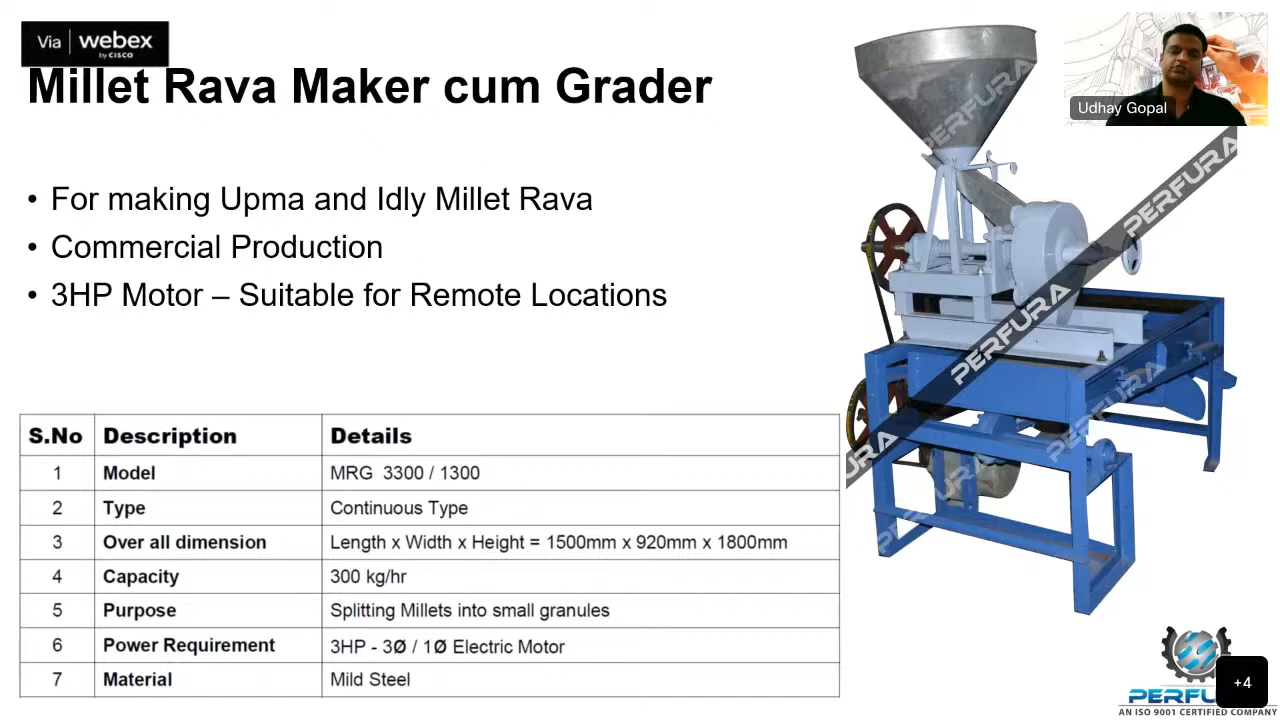 Via webex
by CISCO
Millet Rava Maker cum Grader
Udhay Gopal
• For making Upma and Idly Millet Rava
• Commercial Production
• 3HP Motor – Suitable for Remote Locations
PERFURA
PERFURA
PERFURA
PERFURA
PERFURA
S.No Description Details
1 Model MRG 3300 / 1300
2 Type Continuous Type
3 Over all dimension Length x Width x Height = 1500mm x 920mm x 1800mm
4 Capacity 300 kg/hr
5 Purpose Splitting Millets into small granules
6 Power Requirement 3HP - 3Ø / 1Ø Electric Motor
7 Material Mild Steel
+4
AN ISO 9001 CERTIFIED COMPANY